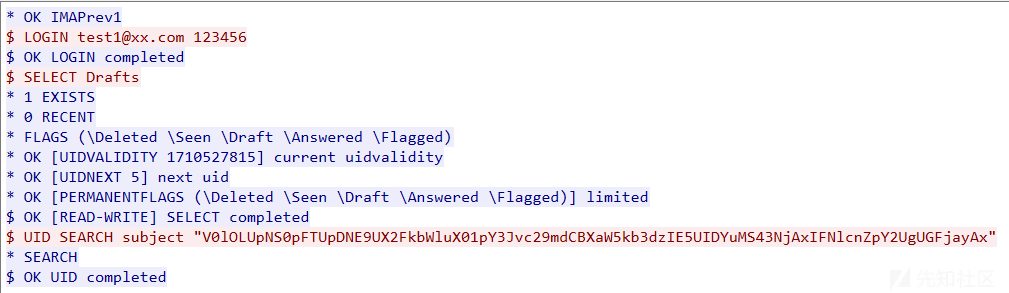 * OK IMAPrev1
$ LOGIN test1@xx.com 123456
$ OK LOGIN completed
$ SELECT Drafts
* 1 EXISTS
* 0 RECENT
* FLAGS (\Deleted \Seen \Draft \Answered \Flagged)
* OK [UIDVALIDITY 1710527815] current uidvalidity
* OK [UIDNEXT 5] next uid
* OK [PERMANENTFLAGS (\Deleted \Seen \Draft \Answered \Flagged)] limited
$ OK [READ-WRITE] SELECT completed
$ UID SEARCH subject "V0lOLUpNS0pFTUpDNE9UX2FkbWluX01pY3Jvc29mdCBXaW5kb3dzIE5UIDYuMS43NjAxIFNlcnZpY2UgUGFjayAx"
* SEARCH
$ OK UID completed
先知社区